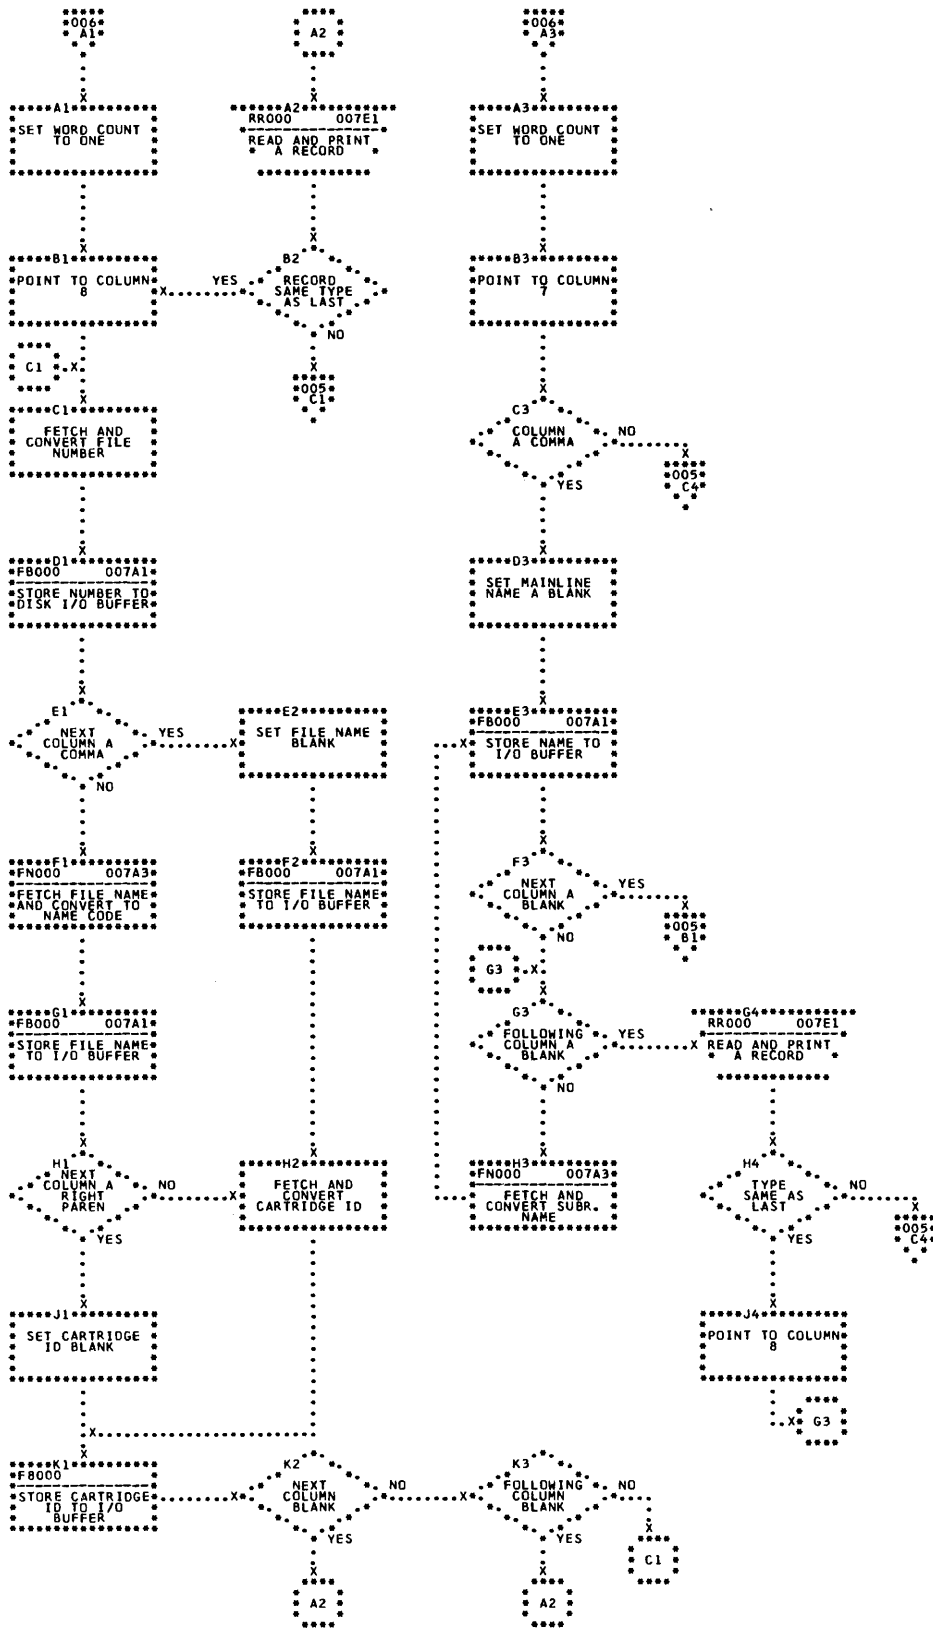 006
A1
A2
006
A3
A1
SET WORD COUNT
TO ONE
A2
RR000 007E1
READ AND PRINT
A RECORD
A3
SET WORD COUNT
TO ONE
B1
POINT TO COLUMN
8
YES
B2
RECORD
SAME TYPE
AS LAST
NO
B3
POINT TO COLUMN
7
C1
005
C1
C1
FETCH AND
CONVERT FILE
NUMBER
C3
COLUMN
A COMMA
NO
YES
005
C4
D1
FB000 007A1
STORE NUMBER TO
DISK I/O BUFFER
D3
SET MAINLINE
NAME A BLANK
E1
NEXT
COLUMN A
COMMA
YES
NO
E2
SET FILE NAME
BLANK
E3
FB000 007A1
STORE NAME TO
I/O BUFFER
F1
FN000 007A3
FETCH FILE NAME
AND CONVERT TO
NAME CODE
F2
FB000 007A1
STORE FILE NAME
TO I/O BUFFER
F3
NEXT
COLUMN A
BLANK
YES
NO
005
B1
G3
G1
FB000 007A1
STORE FILE NAME
TO I/O BUFFER
G3
FOLLOWING
COLUMN A
BLANK
YES
NO
G4
RR000 007E1
READ AND PRINT
A RECORD
H1
NEXT
COLUMN A
RIGHT
PAREN
NO
YES
H2
FETCH AND
CONVERT
CARTRIDGE ID
H3
FN000 007A3
FETCH AND
CONVERT SUBR.
NAME
H4
TYPE
SAME AS
LAST
NO
YES
005
C4
J1
SET CARTRIDGE
ID BLANK
J4
POINT TO COLUMN
8
G3
K1
F8000
STORE CARTRIDGE
ID TO I/O
BUFFER
K2
NEXT
COLUMN
BLANK
NO
YES
K3
FOLLOWING
COLUMN
BLANK
NO
YES
C1
A2
A2